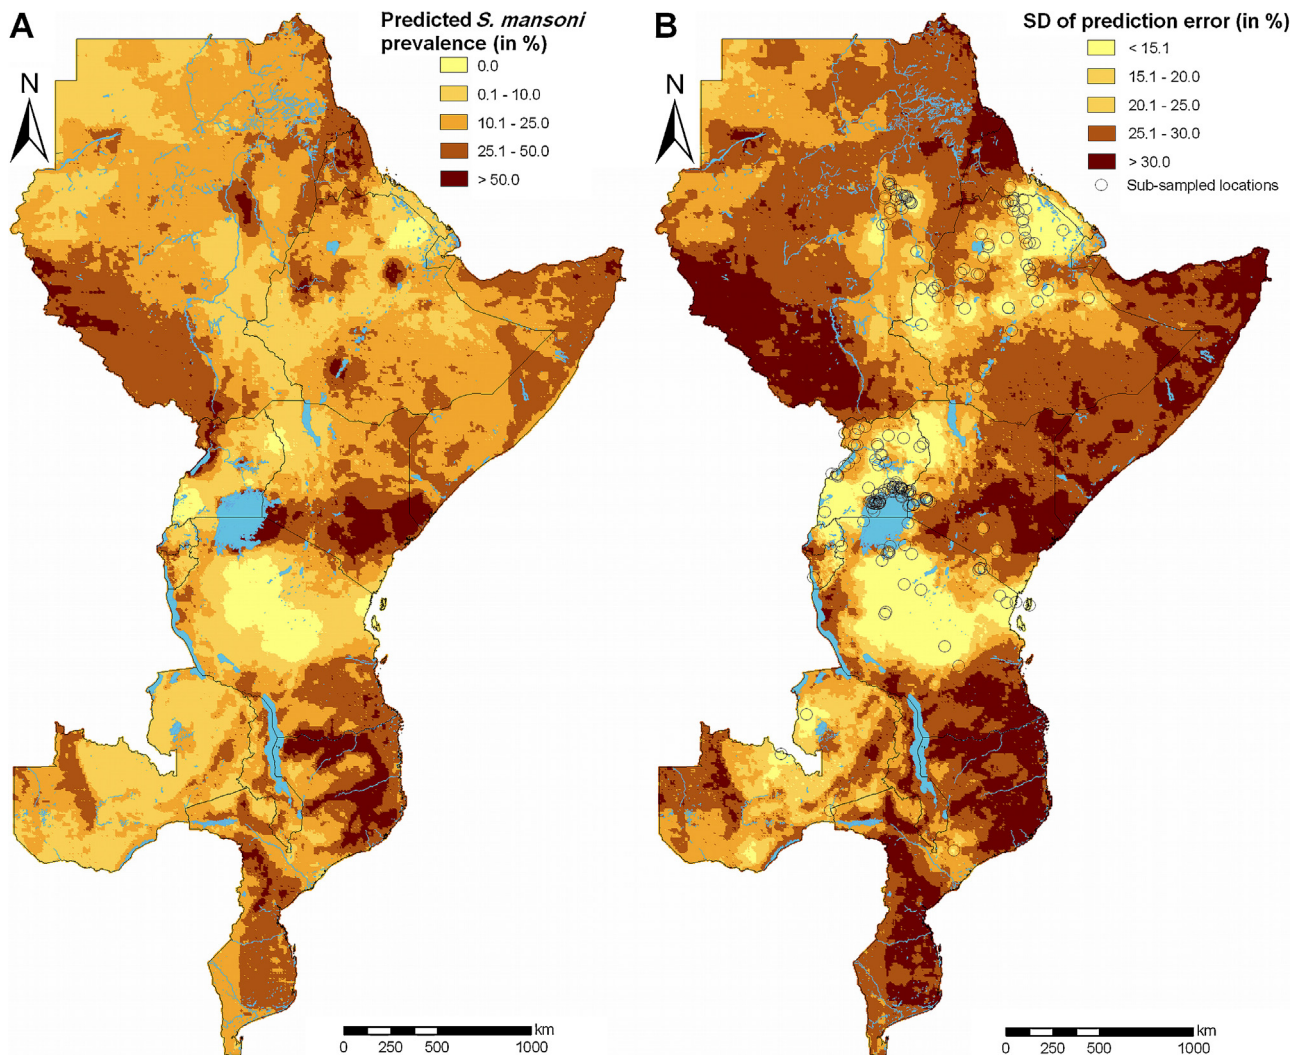 A
Predicted S. mansoni
prevalence (in %)
0.0
0.1 - 10.0
10.1 - 25.0
25.1 - 50.0
> 50.0
N
km
0 250 500 1000
B
SD of prediction error (in %)
< 15.1
15.1 - 20.0
20.1 - 25.0
25.1 - 30.0
> 30.0
Sub-sampled locations
N
km
0 250 500 1000